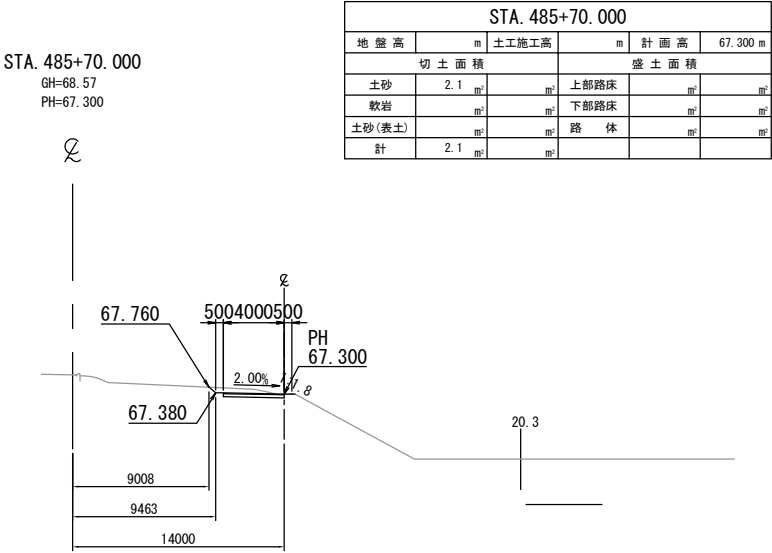 STA. 485+70.000
地 盤 高 m 土工施工高 m 計 画 高 67.300 m
切 土 面 積 盛 土 面 積
土砂 2.1 m² m² 上部路床 m² m²
軟岩 m² m² 下部路床 m² m²
土砂(表土) m² m² 路 体 m² m²
計 2.1 m² m²
STA. 485+70.000
GH=68.57
PH=67.300
℄
℄
67.760
500 4000 500
PH
67.300
2.00%
67.380
20.3
9008
9463
14000